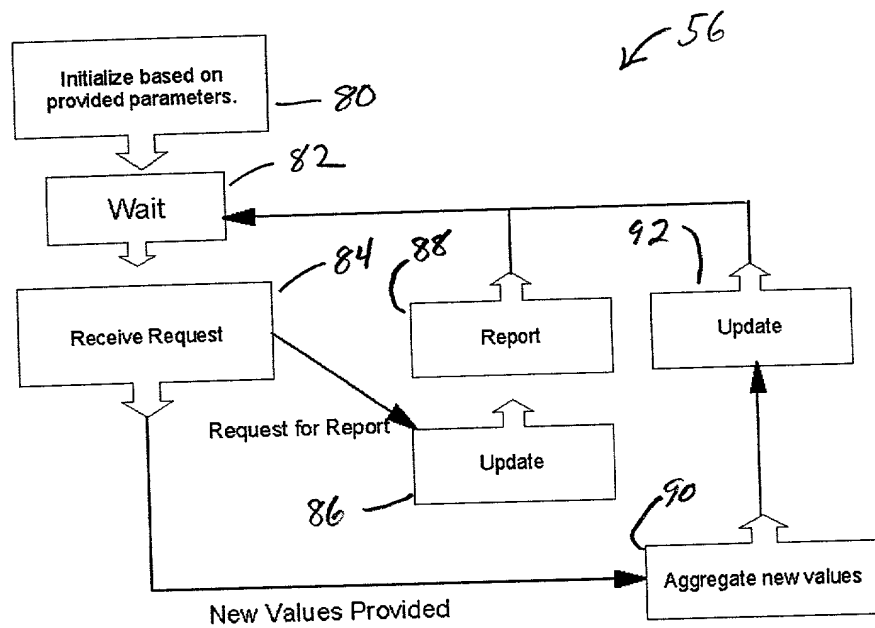 56
Initialize based on
provided parameters.
80
82
Wait
84
88
92
Receive Request
Report
Update
Request for Report
Update
86
90
Aggregate new values
New Values Provided